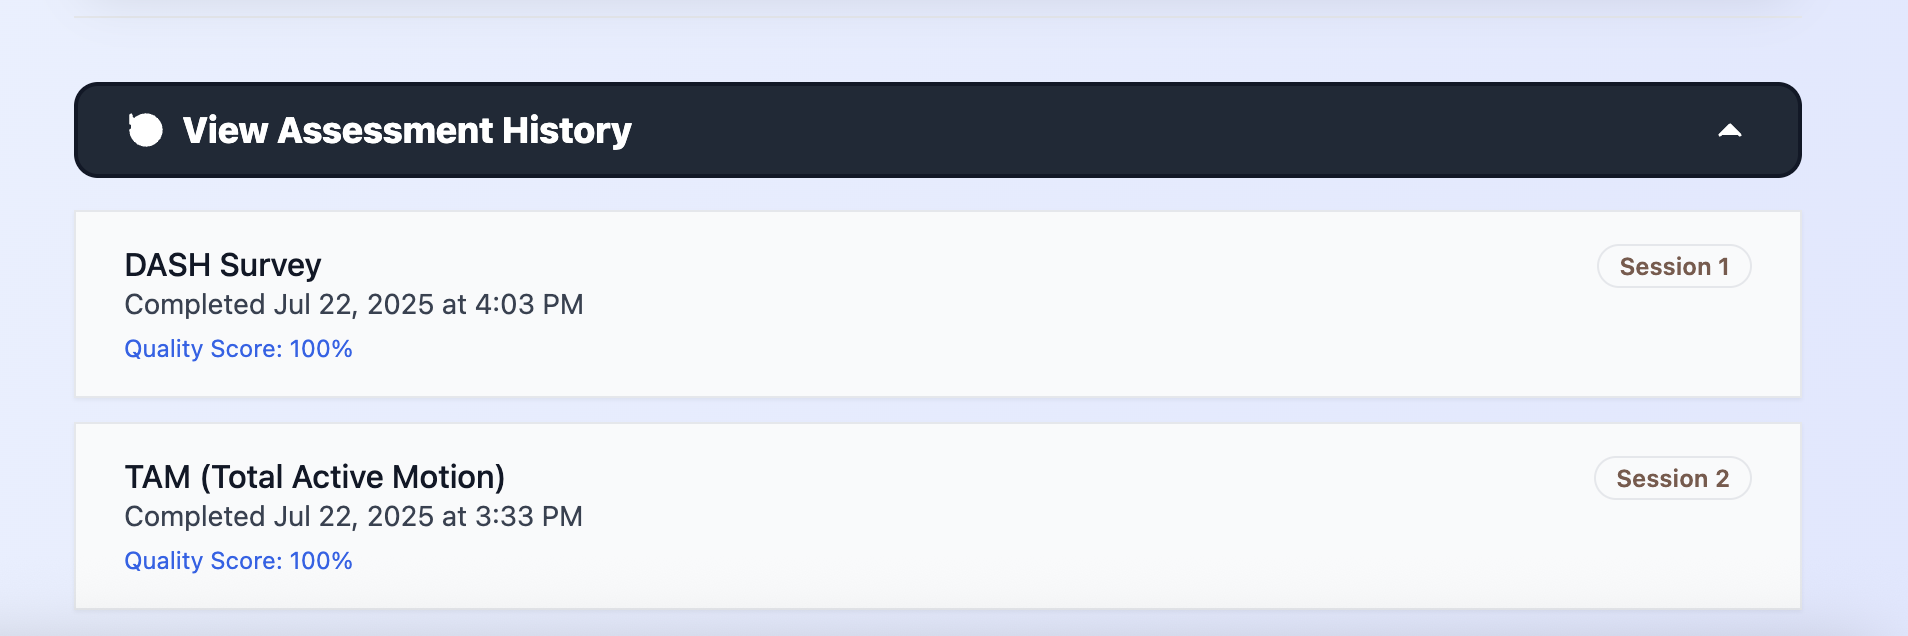 View Assessment History
DASH Survey
Session 1
Completed Jul 22, 2025 at 4:03 PM
Quality Score: 100%
TAM (Total Active Motion)
Session 2
Completed Jul 22, 2025 at 3:33 PM
Quality Score: 100%